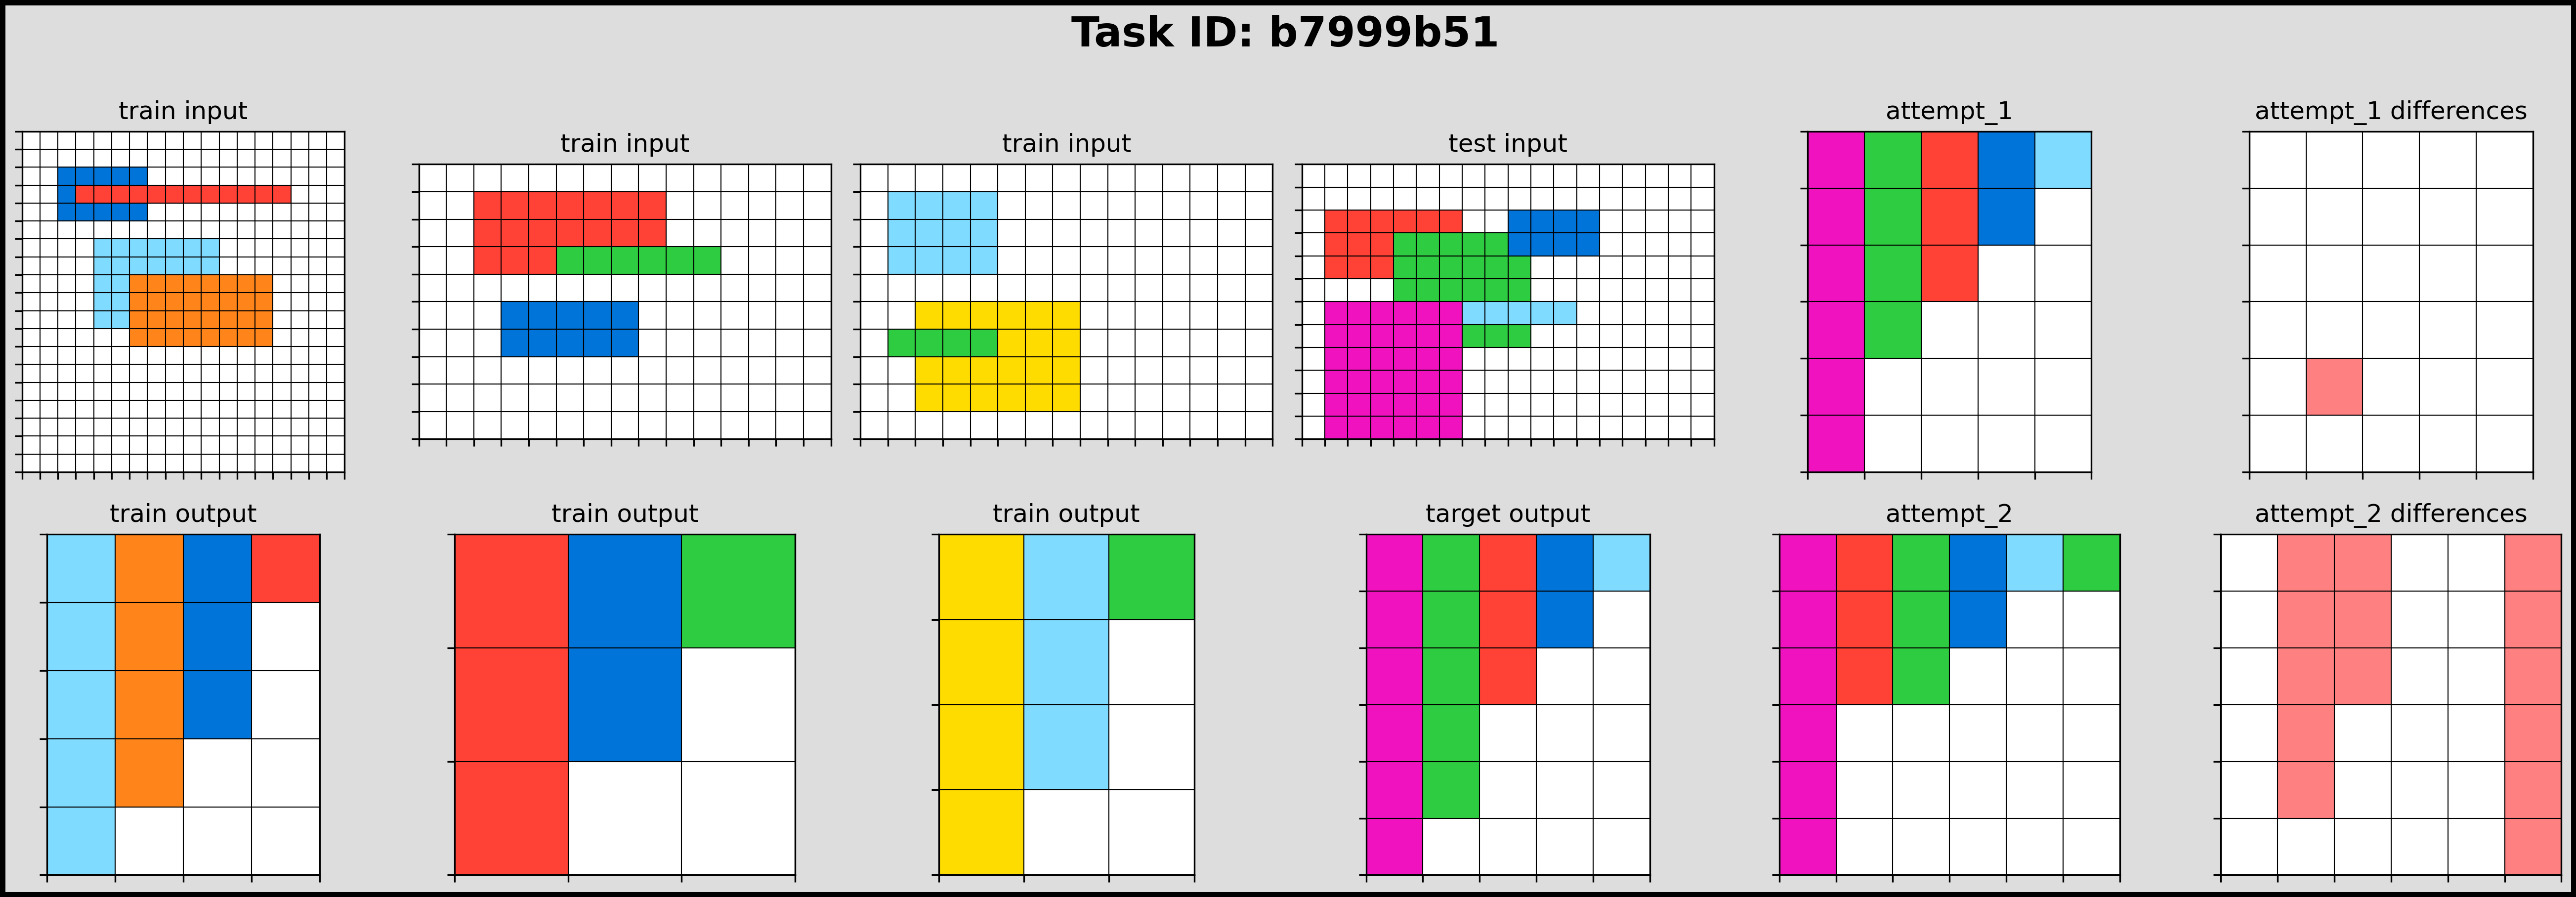 Task ID: b7999b51
train input
train input
train input
test input
attempt_1
attempt_1 differences
train output
train output
train output
target output
attempt_2
attempt_2 differences